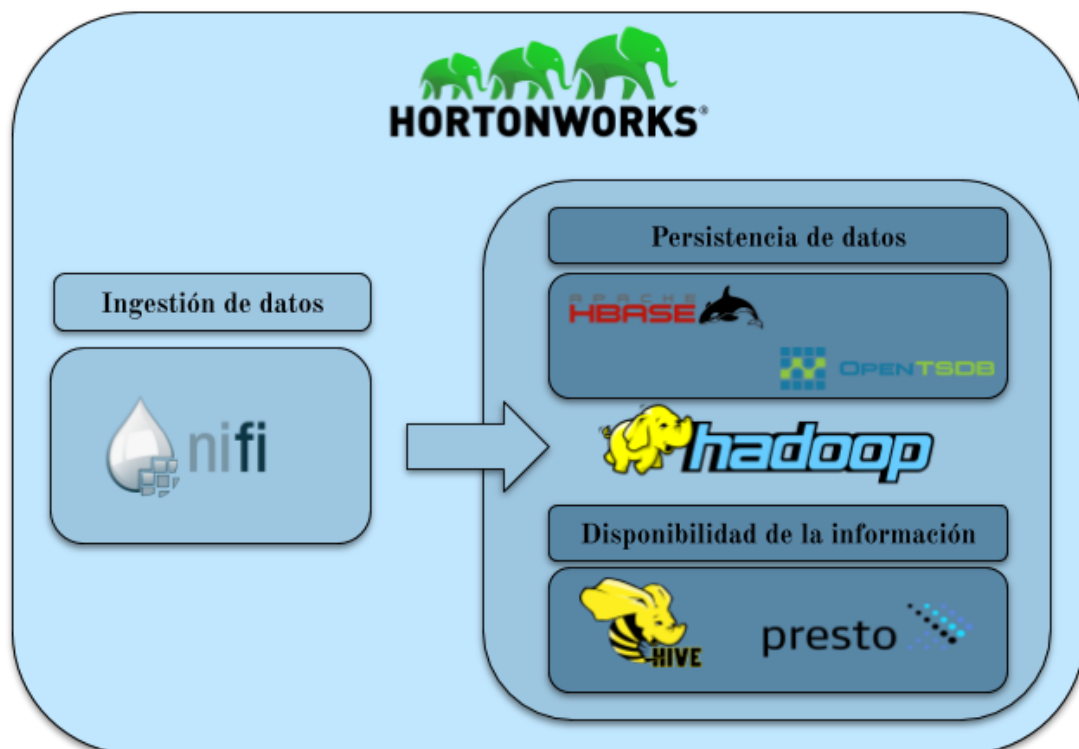 HORTONWORKS®
Ingestión de datos
nifi
Persistencia de datos
APACHE
HBASE
OPENTSDB
hadoop
Disponibilidad de la información
HIVE
presto